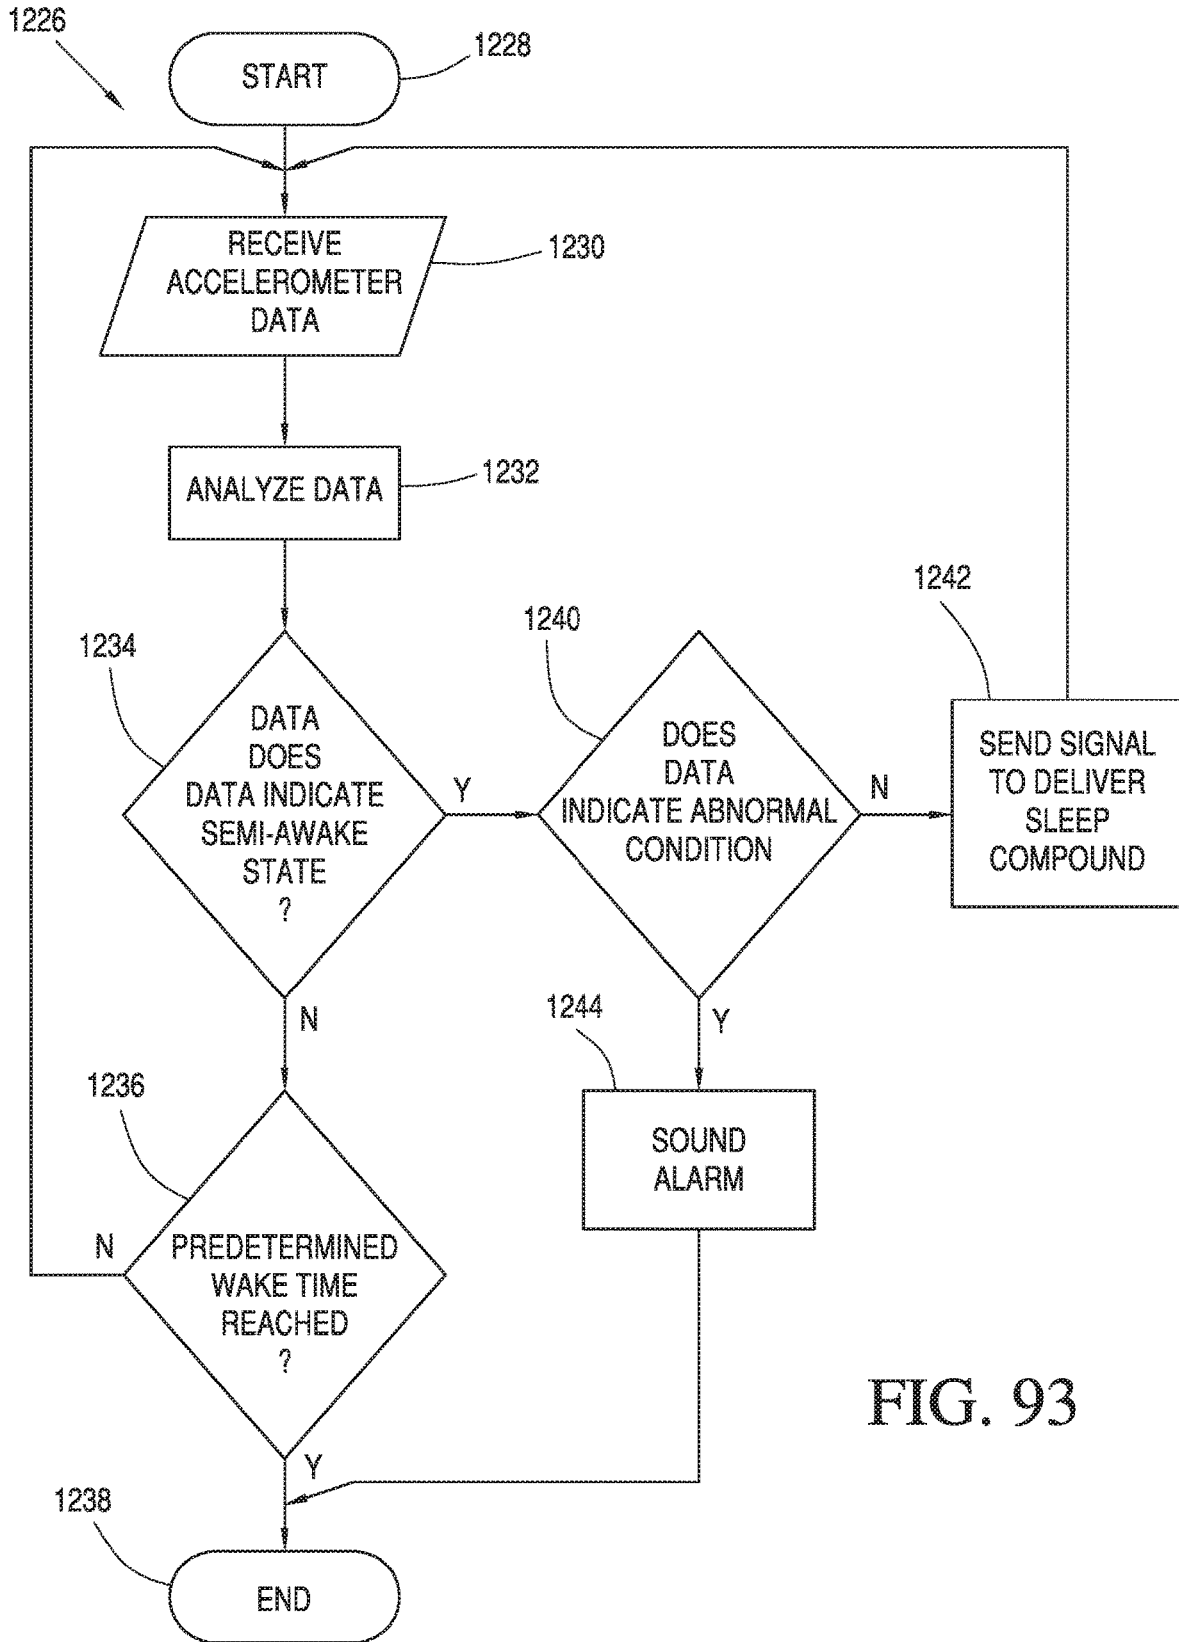 1226
START
1228
RECEIVE
ACCELEROMETER
DATA
1230
ANALYZE DATA
1232
1234
DATA
DOES
DATA INDICATE
SEMI-AWAKE
STATE
?
Y
N
1240
DOES
DATA
INDICATE ABNORMAL
CONDITION
N
Y
1242
SEND SIGNAL
TO DELIVER
SLEEP
COMPOUND
1244
SOUND
ALARM
1236
PREDETERMINED
WAKE TIME
REACHED
?
N
Y
1238
END
FIG. 93